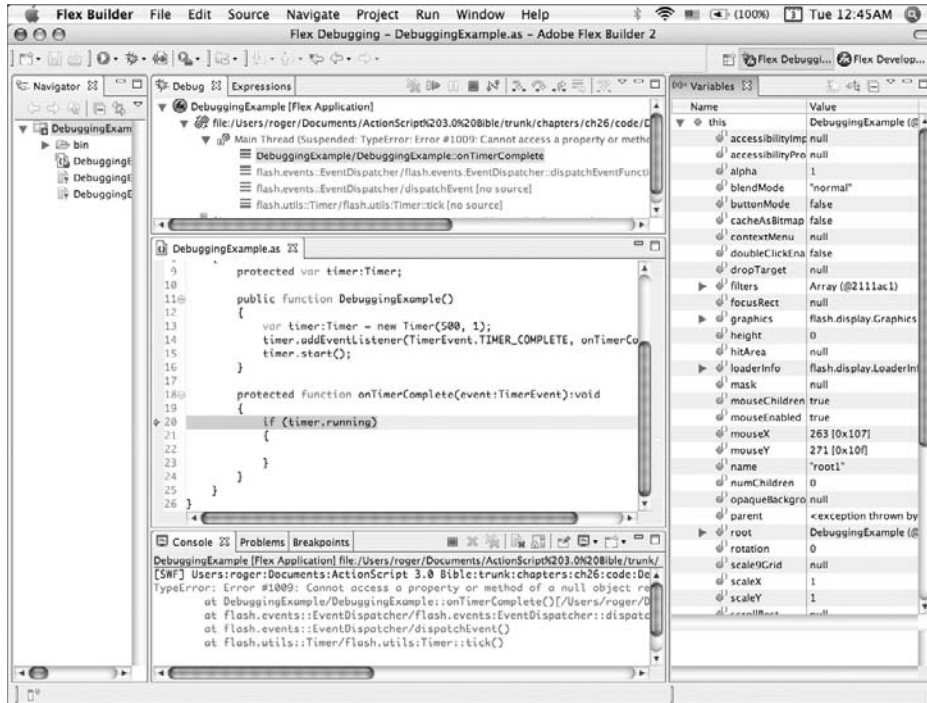 Flex Builder File Edit Source Navigate Project Run Window Help (100%) Tue 12:45AM
Flex Debugging - DebuggingExample.as - Adobe Flex Builder 2
Flex Debuggi... Flex Develop...
Navigator
DebuggingExam
bin
DebuggingE
DebuggingE
DebuggingE
Debug Expressions
DebuggingExample [Flex Application]
file:/Users/roger/Documents/ActionScript%203.0%20Bible/trunk/chapters/ch26/code/D
Main Thread (Suspended: TypeError: Error #1009: Cannot access a property or metho
DebuggingExample/DebuggingExample::onTimerComplete
flash.events::EventDispatcher/flash.events:EventDispatcher::dispatchEventFuncti
flash.events::EventDispatcher/dispatchEvent [no source]
flash.utils::Timer/flash.utils:Timer::tick [no source]
DebuggingExample.as
9 protected var timer:Timer;
10
11 public function DebuggingExample()
12 {
13 var timer:Timer = new Timer(500, 1);
14 timer.addEventListener(TimerEvent.TIMER_COMPLETE, onTimerCo
15 timer.start();
16 }
17
18 protected function onTimerComplete(event:TimerEvent):void
19 {
20 if (timer.running)
21 {
22
23 }
24 }
25 }
26 }
Console Problems Breakpoints
DebuggingExample [Flex Application] file:/Users/roger/Documents/ActionScript%203.0%20Bible/trunk/
[SWF] Users:roger:Documents:ActionScript 3.0 Bible:trunk:chapters:ch26:code:De
TypeError: Error #1009: Cannot access a property or method of a null object re
at DebuggingExample/DebuggingExample::onTimerComplete()[/Users/roger/D
at flash.events::EventDispatcher/flash.events:EventDispatcher::dispatc
at flash.events::EventDispatcher/dispatchEvent()
at flash.utils::Timer/flash.utils:Timer::tick()
Variables
Name Value
this DebuggingExample (@
accessibilityImp null
accessibilityPro null
alpha 1
blendMode "normal"
buttonMode false
cacheAsBitmap false
contextMenu null
doubleClickEna false
dropTarget null
filters Array (@2111ac1)
focusRect null
graphics flash.display.Graphics
height 0
hitArea null
loaderInfo flash.display.LoaderInf
mask null
mouseChildren true
mouseEnabled true
mouseX 263 [0x107]
mouseY 271 [0x10f]
name "root1"
numChildren 0
opaqueBackgro null
parent <exception thrown by
root DebuggingExample (@
rotation 0
scale9Grid null
scaleX 1
scaleY 1